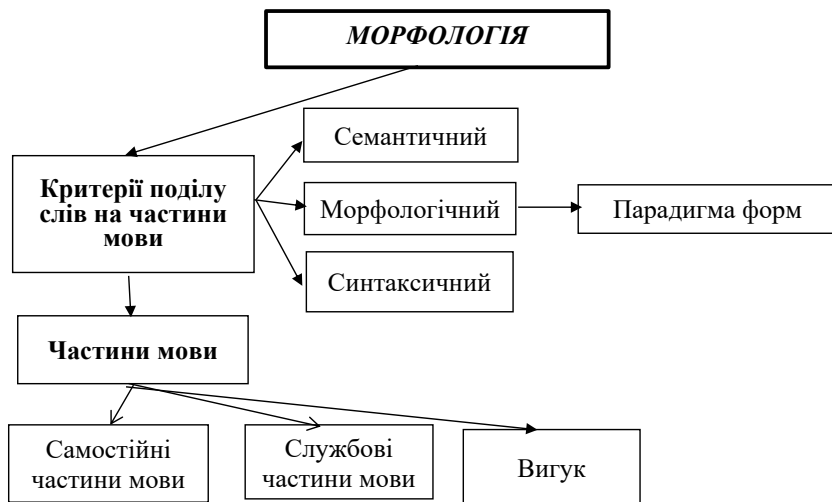 МОРФОЛОГІЯ
Семантичний
Критерії поділу
слів на частини
мови
Морфологічний
Парадигма форм
Синтаксичний
Частини мови
Самостійні
частини мови
Службові
частини мови
Вигук